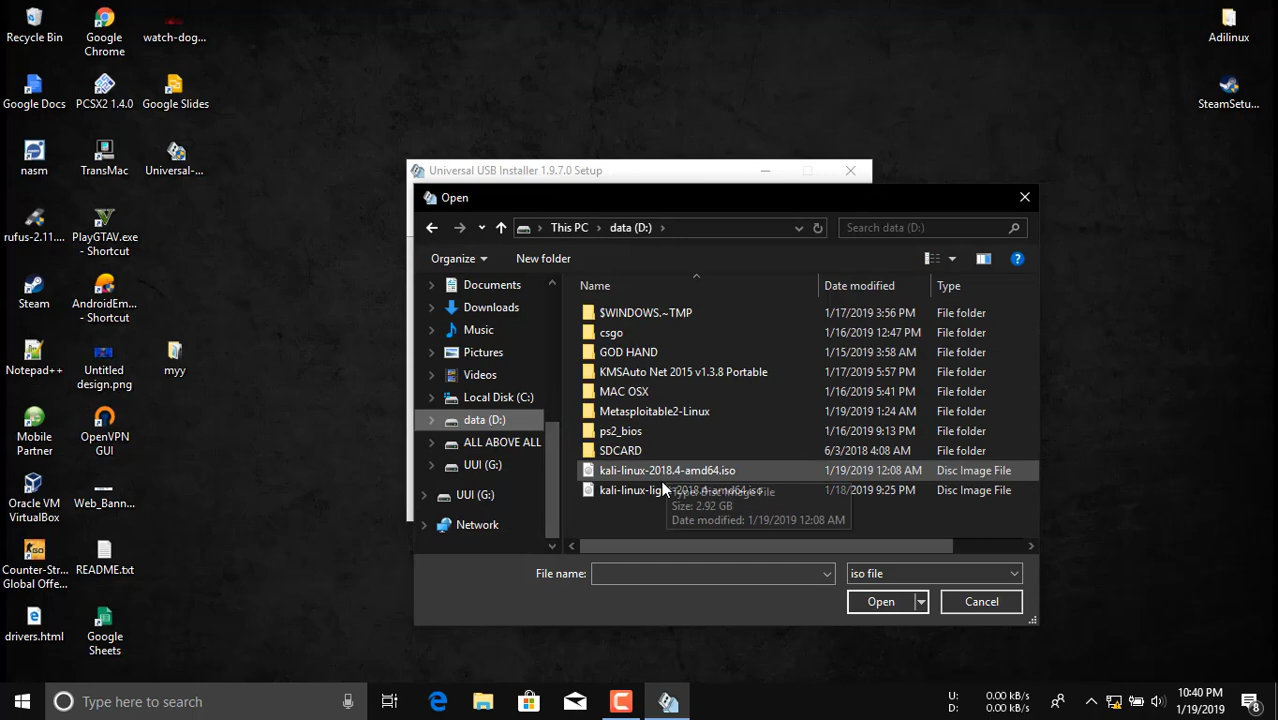 Recycle Bin
Google
Chrome
watch-dog...
Adilinux
Google Docs
PCSX2 1.4.0
Google Slides
SteamSetu...
nasm
TransMac
Universal-...
rufus-2.11....
PlayGTAV.exe
- Shortcut
Steam
AndroidEm...
- Shortcut
Notepad++
Untitled
design.png
myy
Mobile
Partner
OpenVPN
GUI
Oracle VM
VirtualBox
Web_Bann...
Counter-Str...
Global Offe...
README.txt
drivers.html
Google
Sheets
Universal USB Installer 1.9.7.0 Setup
Open
This PC
data (D:)
Search data (D:)
Organize
New folder
?
Documents
Downloads
Music
Pictures
Videos
Local Disk (C:)
data (D:)
ALL ABOVE ALL
UUI (G:)
UUI (G:)
Network
Name Date modified Type
$WINDOWS.~TMP 1/17/2019 3:56 PM File folder
csgo 1/16/2019 12:47 PM File folder
GOD HAND 1/15/2019 3:58 AM File folder
KMSAuto Net 2015 v1.3.8 Portable 1/17/2019 5:57 PM File folder
MAC OSX 1/16/2019 5:41 PM File folder
Metasploitable2-Linux 1/19/2019 1:24 AM File folder
ps2_bios 1/16/2019 9:13 PM File folder
SDCARD 6/3/2018 4:08 AM File folder
kali-linux-2018.4-amd64.iso 1/19/2019 12:08 AM Disc Image File
kali-linux-lig 2018.4-amd64.iso 1/18/2019 9:25 PM Disc Image File
Type: Disc Image File
Size: 2.92 GB
Date modified: 1/19/2019 12:08 AM
File name:
iso file
Open
Cancel
Type here to search
U: 0.00 kB/s
D: 0.00 kB/s
10:40 PM
1/19/2019
8